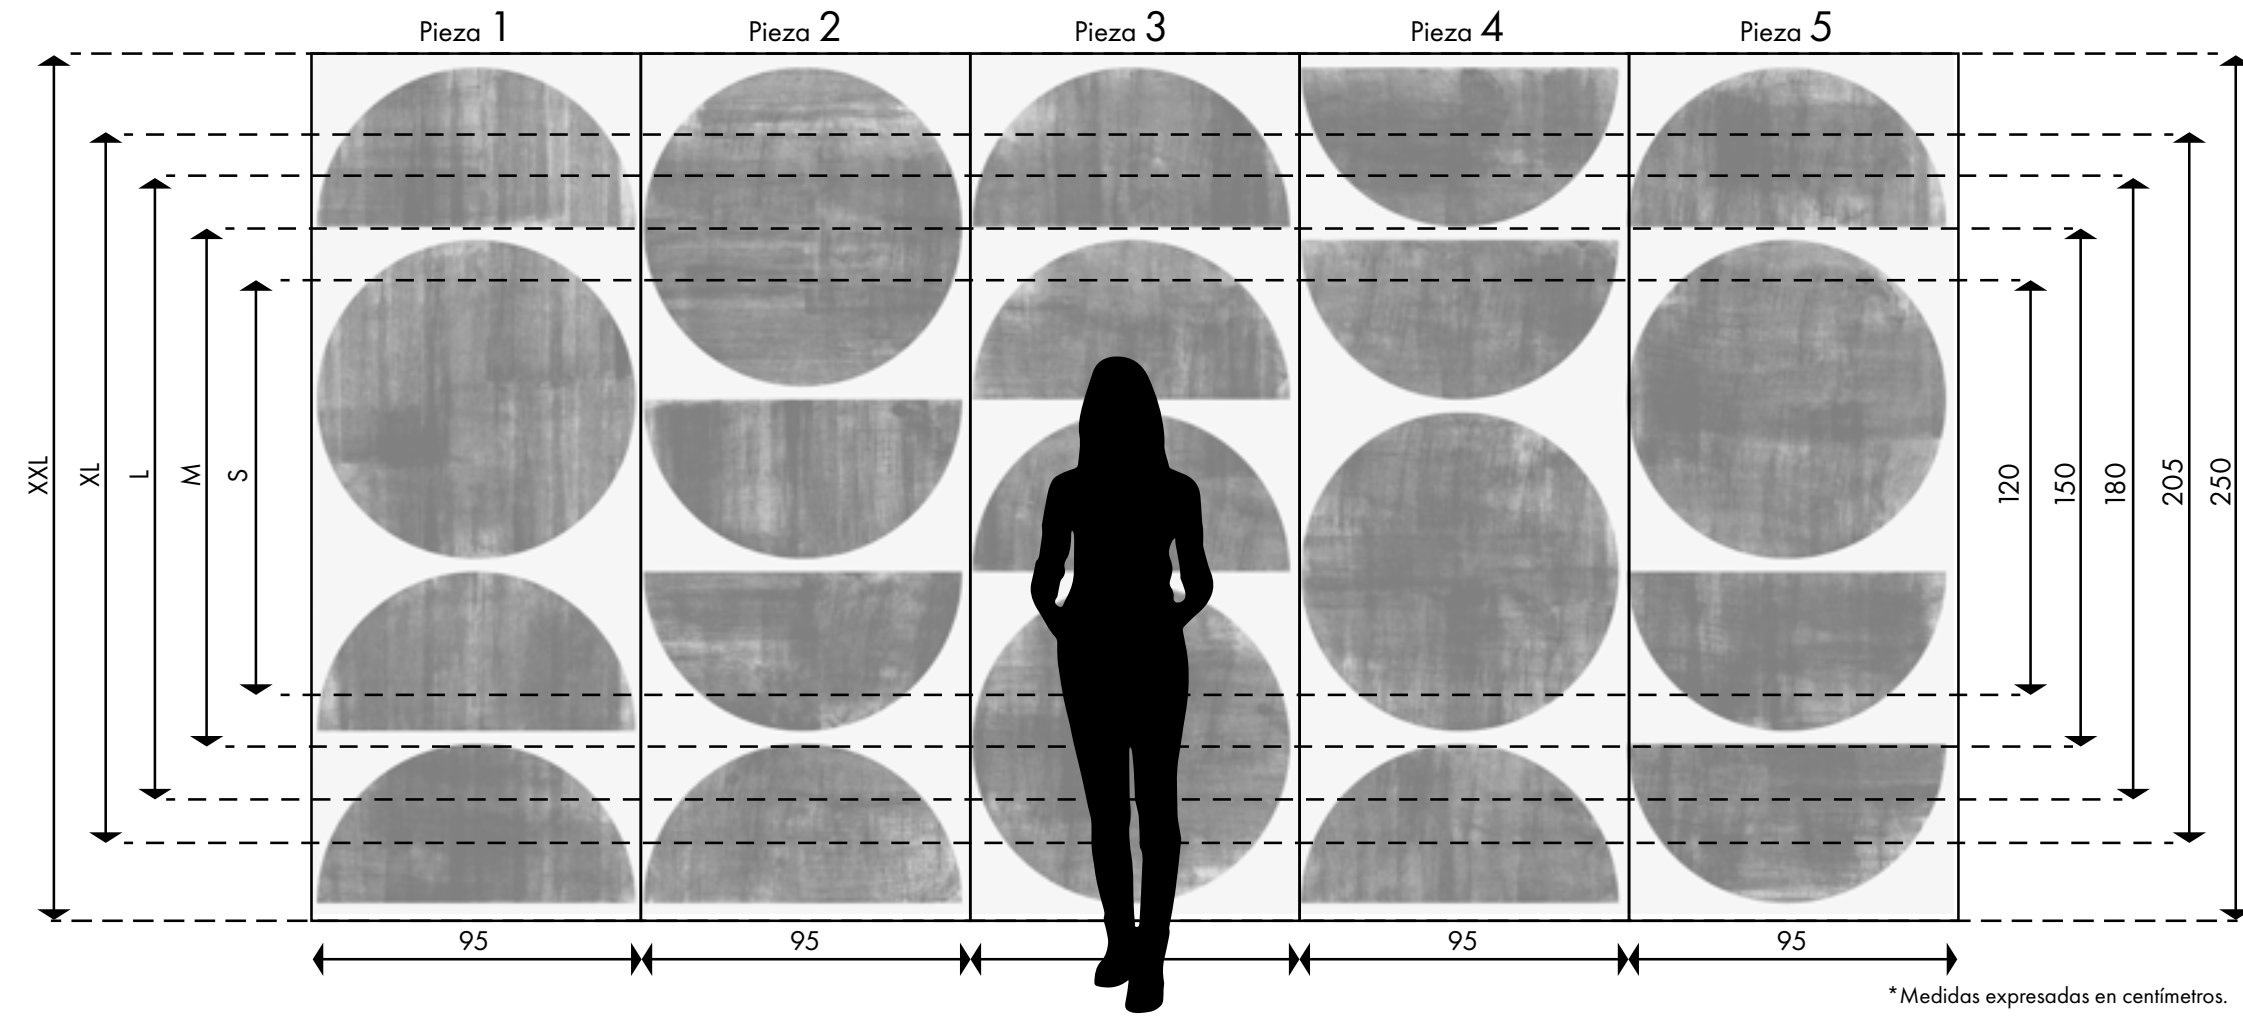 Pieza 1
Pieza 2
Pieza 3
Pieza 4
Pieza 5
XXL
XL
L
M
S
120
150
180
205
250
95
95
95
95
*Medidas expresadas en centímetros.